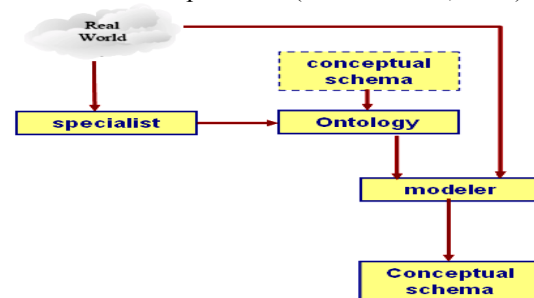 Real
World
conceptual
schema
specialist
Ontology
modeler
Conceptual
schema